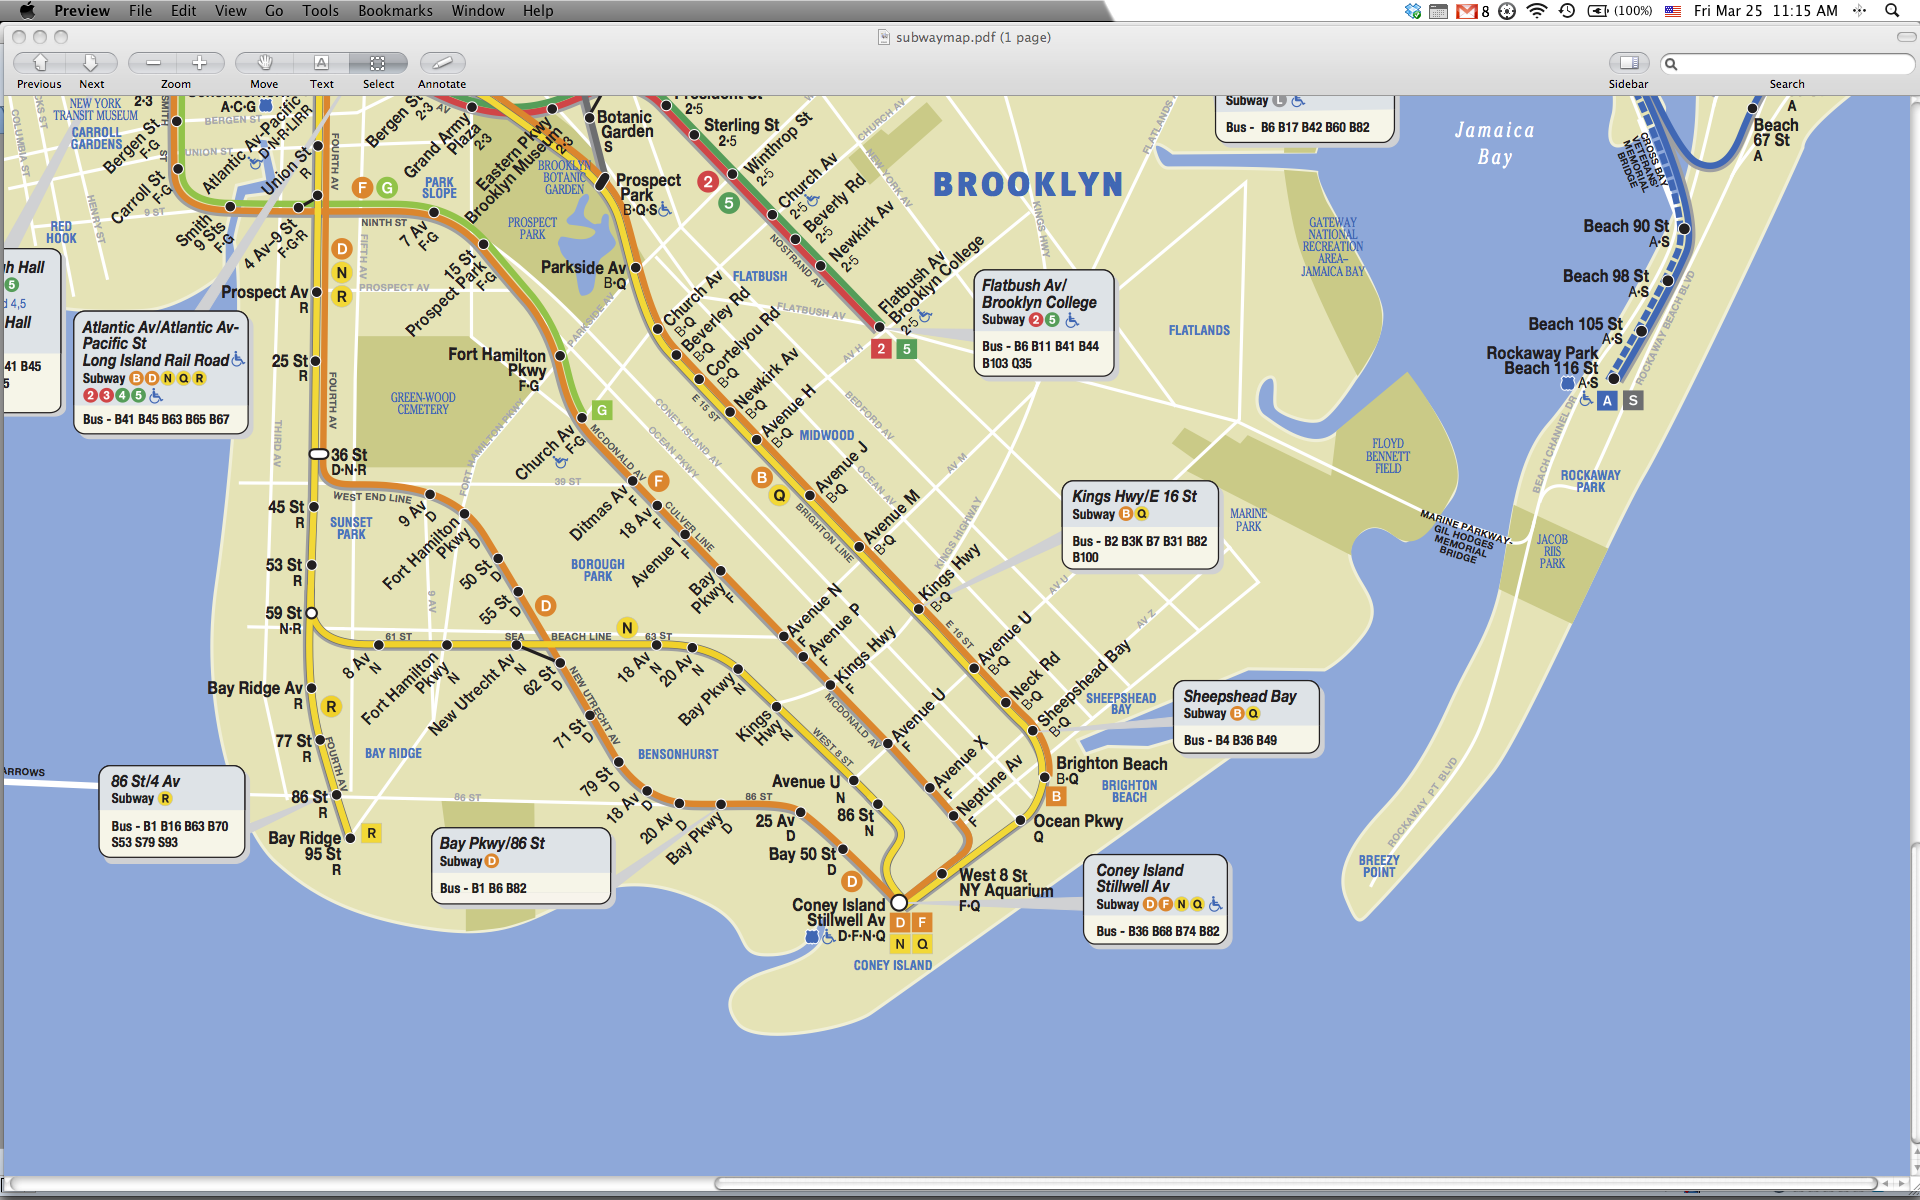 Preview File Edit View Go Tools Bookmarks Window Help
8
(100%)
Fri Mar 25 11:15 AM
subwaymap.pdf (1 page)
Previous Next
Zoom
Move Text Select
Annotate
Sidebar
Search
NEW YORK
TRANSIT MUSEUM
2·3
A·C·G
CARROLL
GARDENS
BERGEN ST
UNION ST
Bergen St
F·G
Carroll St
F·G
9 ST
HENRY ST
COLUMBIA ST
RED
HOOK
Smith
9 Sts
F·G
4 Av-9 St
F·G·R
Atlantic Av-Pacific
D·N·R·LIRR
Union St
R
FOURTH AV
F G
PARK
SLOPE
Bergen St
2·3
Grand Army
Plaza
2·3
Eastern Pkwy
Brooklyn Museum
2·3
BROOKLYN
BOTANIC
GARDEN
Botanic
Garden
S
Prospect
Park
B·Q·S
PROSPECT
PARK
NINTH ST
7 Av
F·G
15 St
Prospect Park
F·G
D
N
R
FIFTH AV
PROSPECT AV
Prospect Av
R
25 St
R
FOURTH AV
Parkside Av
B·Q
PARKSIDE AV
President St
2·5
Sterling St
2·5
Winthrop St
2·5
Church Av
2·5
Beverly Rd
2·5
Newkirk Av
2·5
Flatbush Av
Brooklyn College
2·5
2
5
NOSTRAND AV
2 5
CHURCH AV
NEW YORK AV
KINGS HWY
FLATLANDS AV
BROOKLYN
Subway L
Bus - B6 B17 B42 B60 B82
Jamaica
Bay
CROSS BAY
VETERANS'
MEMORIAL
BRIDGE
A
Beach
67 St
A
Beach 90 St
A·S
Beach 98 St
A·S
Beach 105 St
A·S
Rockaway Park
Beach 116 St
A·S
A S
ROCKAWAY BEACH BLVD
BEACH CHANNEL DR
ROCKAWAY
PARK
GATEWAY
NATIONAL
RECREATION
AREA–
JAMAICA BAY
FLATLANDS
FLATBUSH
FLATBUSH AV
AV H
Flatbush Av/
Brooklyn College
Subway 2 5
Bus - B6 B11 B41 B44
B103 Q35
Hall
5
4,5
Hall
41 B45
5
Atlantic Av/Atlantic Av-
Pacific St
Long Island Rail Road
Subway B D N Q R
2 3 4 5
Bus - B41 B45 B63 B65 B67
Fort Hamilton
Pkwy
F·G
GREEN-WOOD
CEMETERY
THIRD AV
FORT HAMILTON PKWY
G
Church Av
F·G
MCDONALD AV
39 ST
F
Ditmas Av
F
18 Av
F
CULVER LINE
Avenue I
F
Bay
Pkwy
F
Avenue N
F
Avenue P
F
Kings Hwy
F
MCDONALD AV
Avenue U
F
Avenue X
F
Neptune Av
F
Church Av
B·Q
Beverley Rd
B·Q
Cortelyou Rd
B·Q
Newkirk Av
B·Q
E 15 ST
Avenue H
B·Q
MIDWOOD
CONEY ISLAND AV
OCEAN PKWY
BEDFORD AV
OCEAN AV
AV M
B
Q
Avenue J
B·Q
BRIGHTON LINE
Avenue M
B·Q
KINGS HIGHWAY
Kings Hwy
B·Q
E 16 ST
Avenue U
B·Q
Neck Rd
B·Q
Sheepshead Bay
B·Q
AV U
AV Z
Kings Hwy/E 16 St
Subway B Q
Bus - B2 B3K B7 B31 B82
B100
MARINE
PARK
FLOYD
BENNETT
FIELD
MARINE PARKWAY-
GIL HODGES
MEMORIAL
BRIDGE
JACOB
RIIS
PARK
36 St
D·N·R
WEST END LINE
45 St
R
SUNSET
PARK
9 Av
D
Fort Hamilton
Pkwy
D
50 St
D
55 St
D
D
BOROUGH
PARK
53 St
R
59 St
N·R
9 AV
61 ST
SEA BEACH LINE
N
63 ST
8 Av
N
Fort Hamilton
Pkwy
N
New Utrecht Av
N
62 St
D
18 Av
N
20 Av
N
Bay Pkwy
N
Kings
Hwy
N
NEW UTRECHT AV
71 St
D
79 St
D
18 Av
D
20 Av
D
Bay Pkwy
D
86 ST
25 Av
D
Bay 50 St
D
D
WEST 8 ST
Avenue U
N
86 St
N
Bay Ridge Av
R
R
77 St
R
FOURTH AV
BAY RIDGE
BENSONHURST
86 St
R
86 ST
Bay Ridge
95 St
R
R
ARROWS
86 St/4 Av
Subway R
Bus - B1 B16 B63 B70
S53 S79 S93
Bay Pkwy/86 St
Subway D
Bus - B1 B6 B82
SHEEPSHEAD
BAY
Sheepshead Bay
Subway B Q
Bus - B4 B36 B49
Brighton Beach
B·Q
B
BRIGHTON
BEACH
Ocean Pkwy
Q
West 8 St
NY Aquarium
F·Q
Coney Island
Stillwell Av
D·F·N·Q
D F
N Q
CONEY ISLAND
Coney Island
Stillwell Av
Subway D F N Q
Bus - B36 B68 B74 B82
ROCKAWAY PT BLVD
BREEZY
POINT